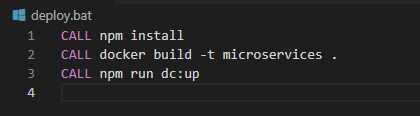 deploy.bat
1 CALL npm install
2 CALL docker build -t microservices .
3 CALL npm run dc:up
4